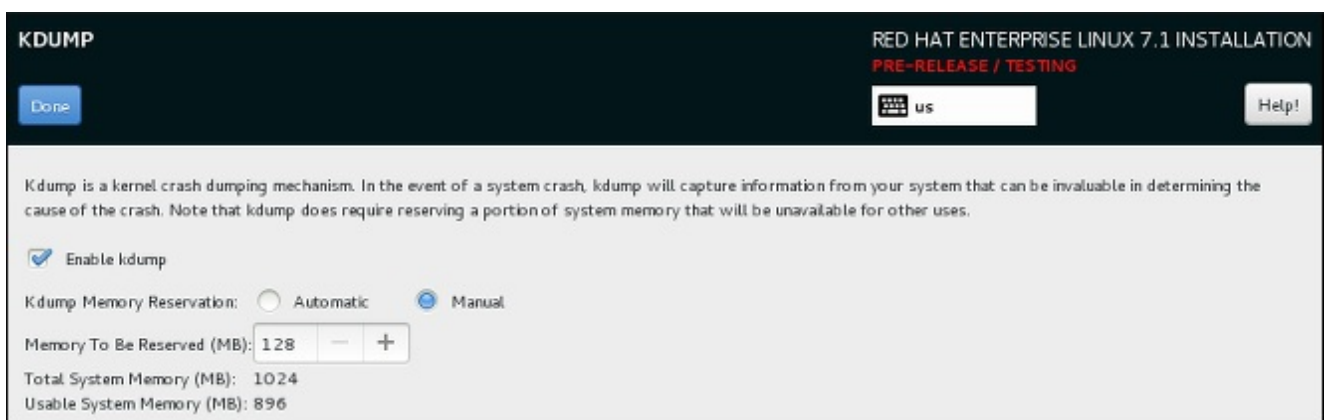 KDUMP
RED HAT ENTERPRISE LINUX 7.1 INSTALLATION
PRE-RELEASE / TESTING
Done
us
Help!
Kdump is a kernel crash dumping mechanism. In the event of a system crash, kdump will capture information from your system that can be invaluable in determining the
cause of the crash. Note that kdump does require reserving a portion of system memory that will be unavailable for other uses.
Enable kdump
Kdump Memory Reservation: Automatic Manual
Memory To Be Reserved (MB): 128 − +
Total System Memory (MB): 1024
Usable System Memory (MB): 896